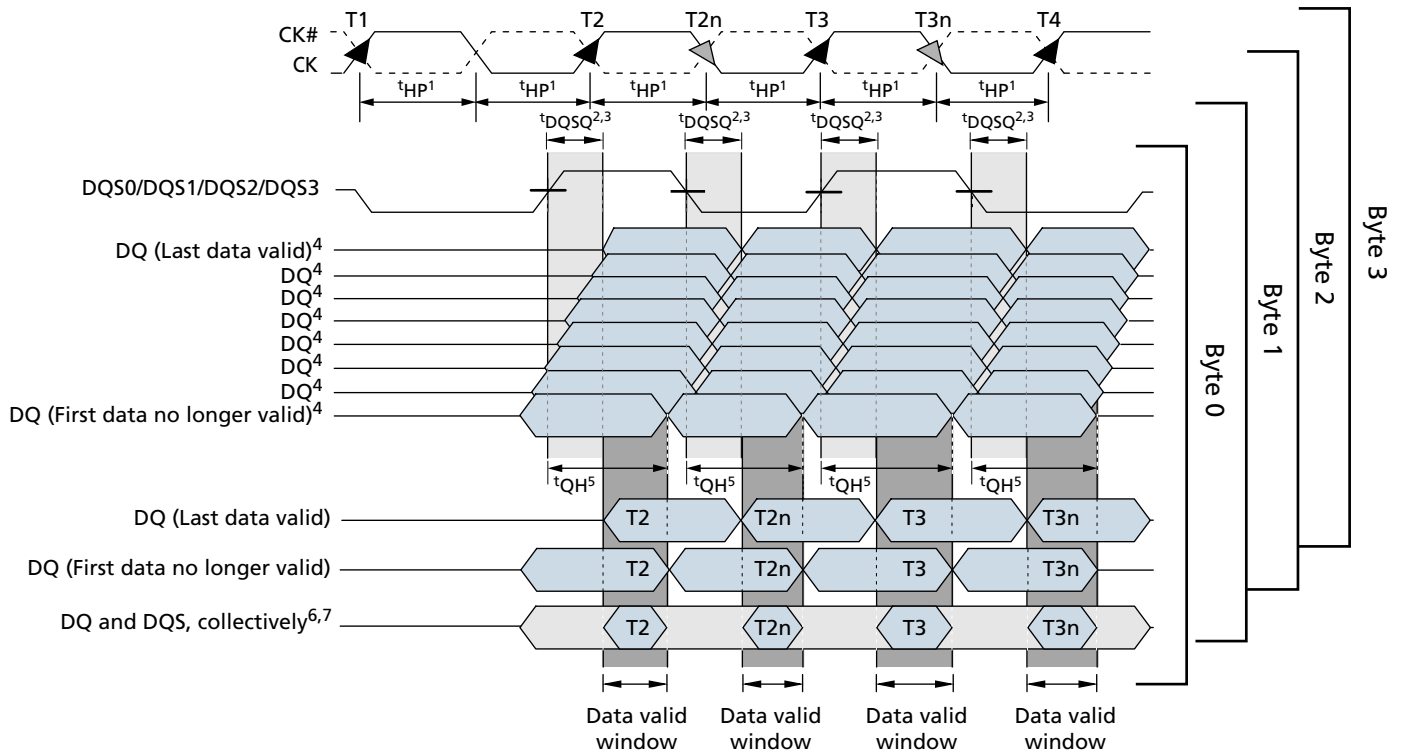 T1 T2 T2n T3 T3n T4
CK#
CK
tHP1 tHP1 tHP1 tHP1 tHP1 tHP1
tDQSQ2,3 tDQSQ2,3 tDQSQ2,3 tDQSQ2,3
DQS0/DQS1/DQS2/DQS3
DQ (Last data valid)4
DQ4
DQ4
DQ4
DQ4
DQ4
DQ4
DQ (First data no longer valid)4
tQH5 tQH5 tQH5 tQH5
DQ (Last data valid) T2 T2n T3 T3n
DQ (First data no longer valid) T2 T2n T3 T3n
DQ and DQS, collectively6,7 T2 T2n T3 T3n
Data valid window
Data valid window
Data valid window
Data valid window
Byte 0
Byte 1
Byte 2
Byte 3